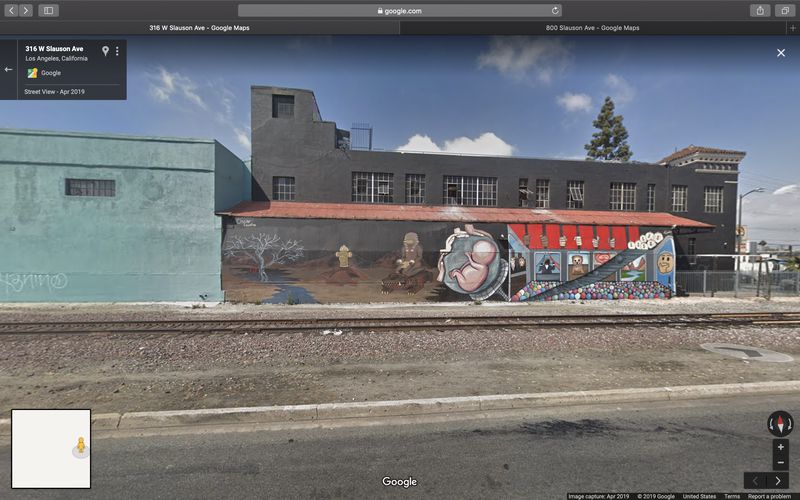 google.com
316 W Slauson Ave - Google Maps
800 Slauson Ave - Google Maps
316 W Slauson Ave
Los Angeles, California
Google
Street View - Apr 2019
Google
Image capture: Apr 2019 © 2019 Google United States Terms Report a problem